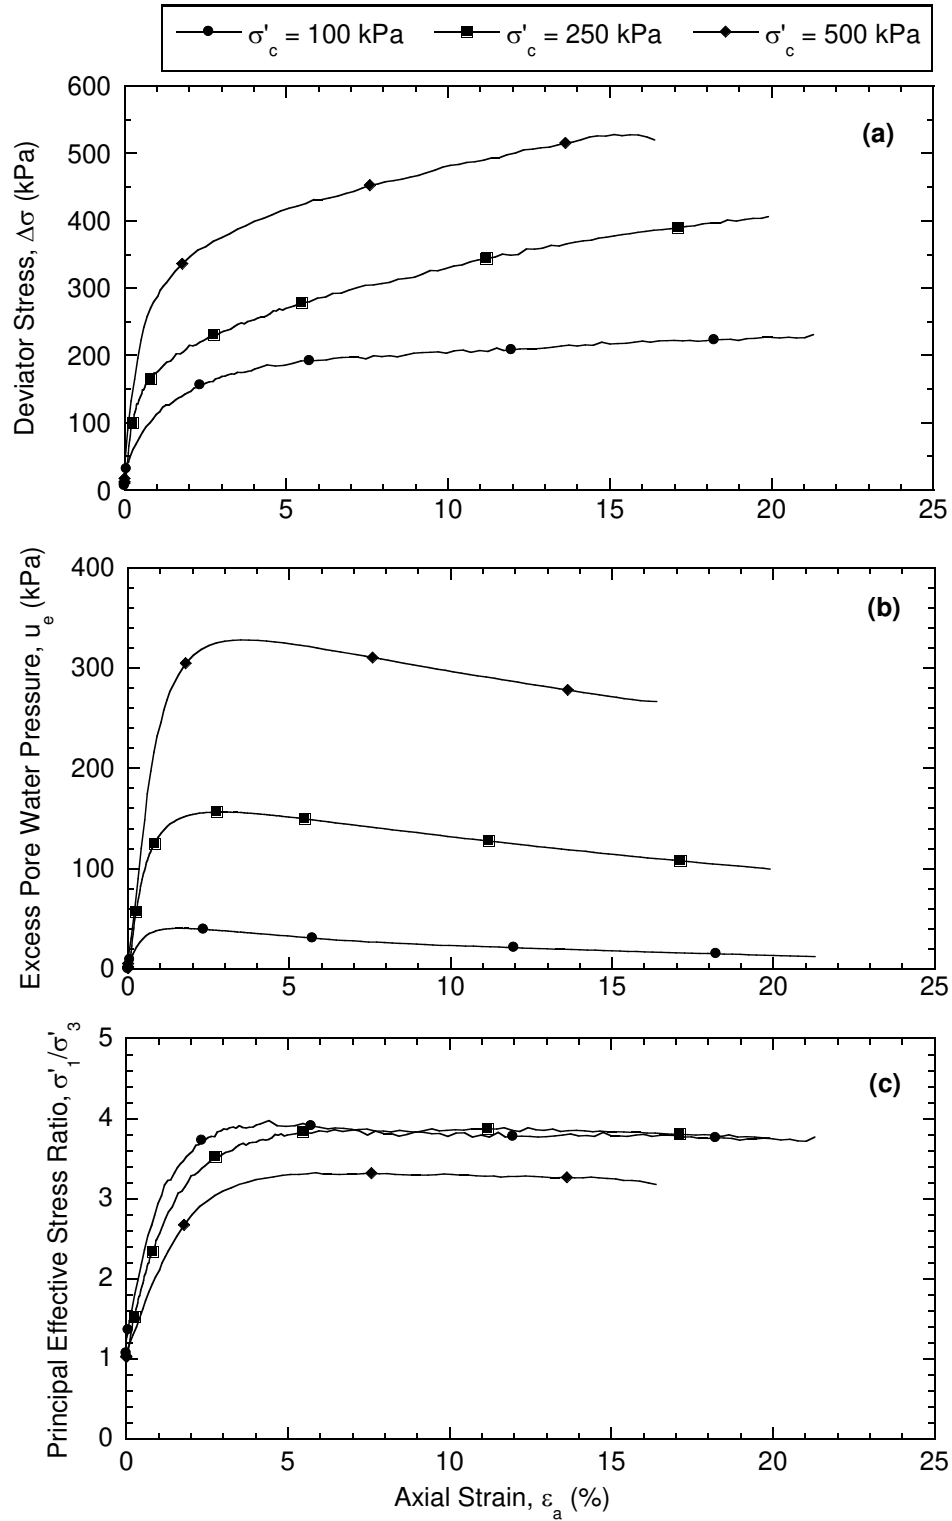 σ'c = 100 kPa σ'c = 250 kPa σ'c = 500 kPa
600
500
400
300
200
100
0
Deviator Stress, Δσ (kPa)
(a)
0 5 10 15 20 25
400
300
200
100
0
Excess Pore Water Pressure, ue (kPa)
(b)
0 5 10 15 20 25
5
4
3
2
1
0
Principal Effective Stress Ratio, σ'1/σ'3
(c)
0 5 10 15 20 25
Axial Strain, εa (%)